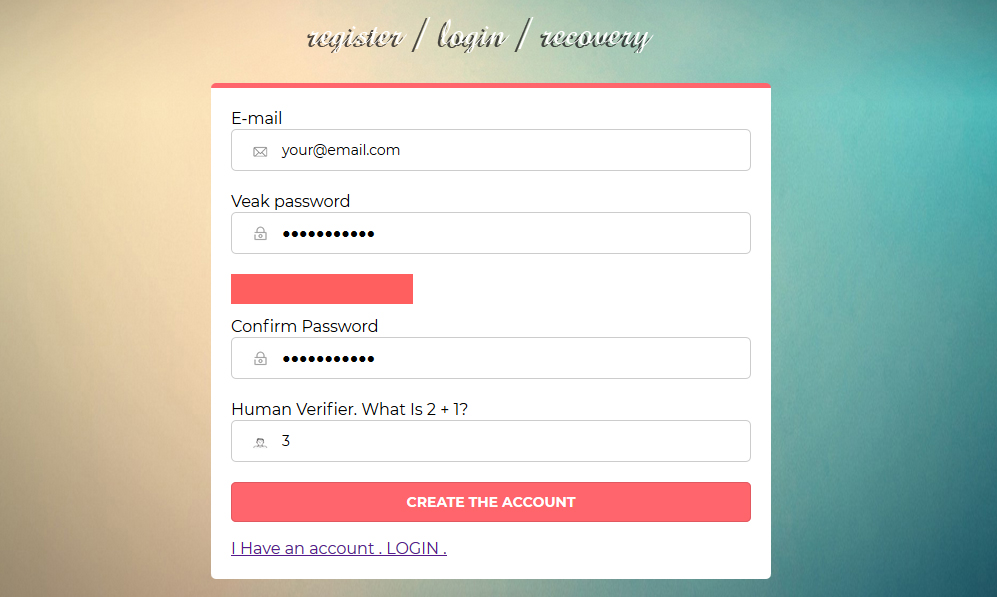 register / login / recovery
E-mail
your@email.com
Veak password
•••••••••••
Confirm Password
•••••••••••
Human Verifier. What Is 2 + 1?
3
CREATE THE ACCOUNT
I Have an account . LOGIN .